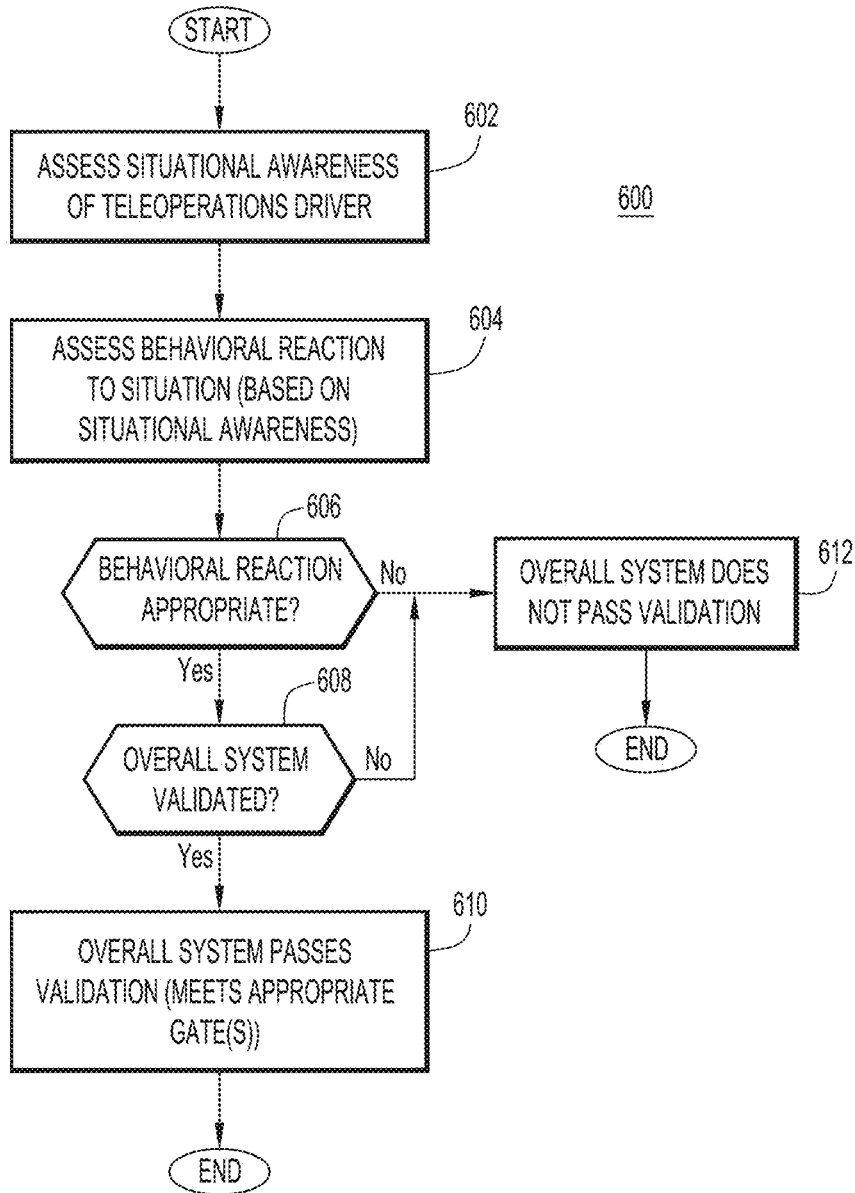 START
602
ASSESS SITUATIONAL AWARENESS
OF TELEOPERATIONS DRIVER
600
604
ASSESS BEHAVIORAL REACTION
TO SITUATION (BASED ON
SITUATIONAL AWARENESS)
606
BEHAVIORAL REACTION
APPROPRIATE?
No
612
OVERALL SYSTEM DOES
NOT PASS VALIDATION
Yes
608
OVERALL SYSTEM
VALIDATED?
No
END
Yes
610
OVERALL SYSTEM PASSES
VALIDATION (MEETS APPROPRIATE
GATE(S))
END